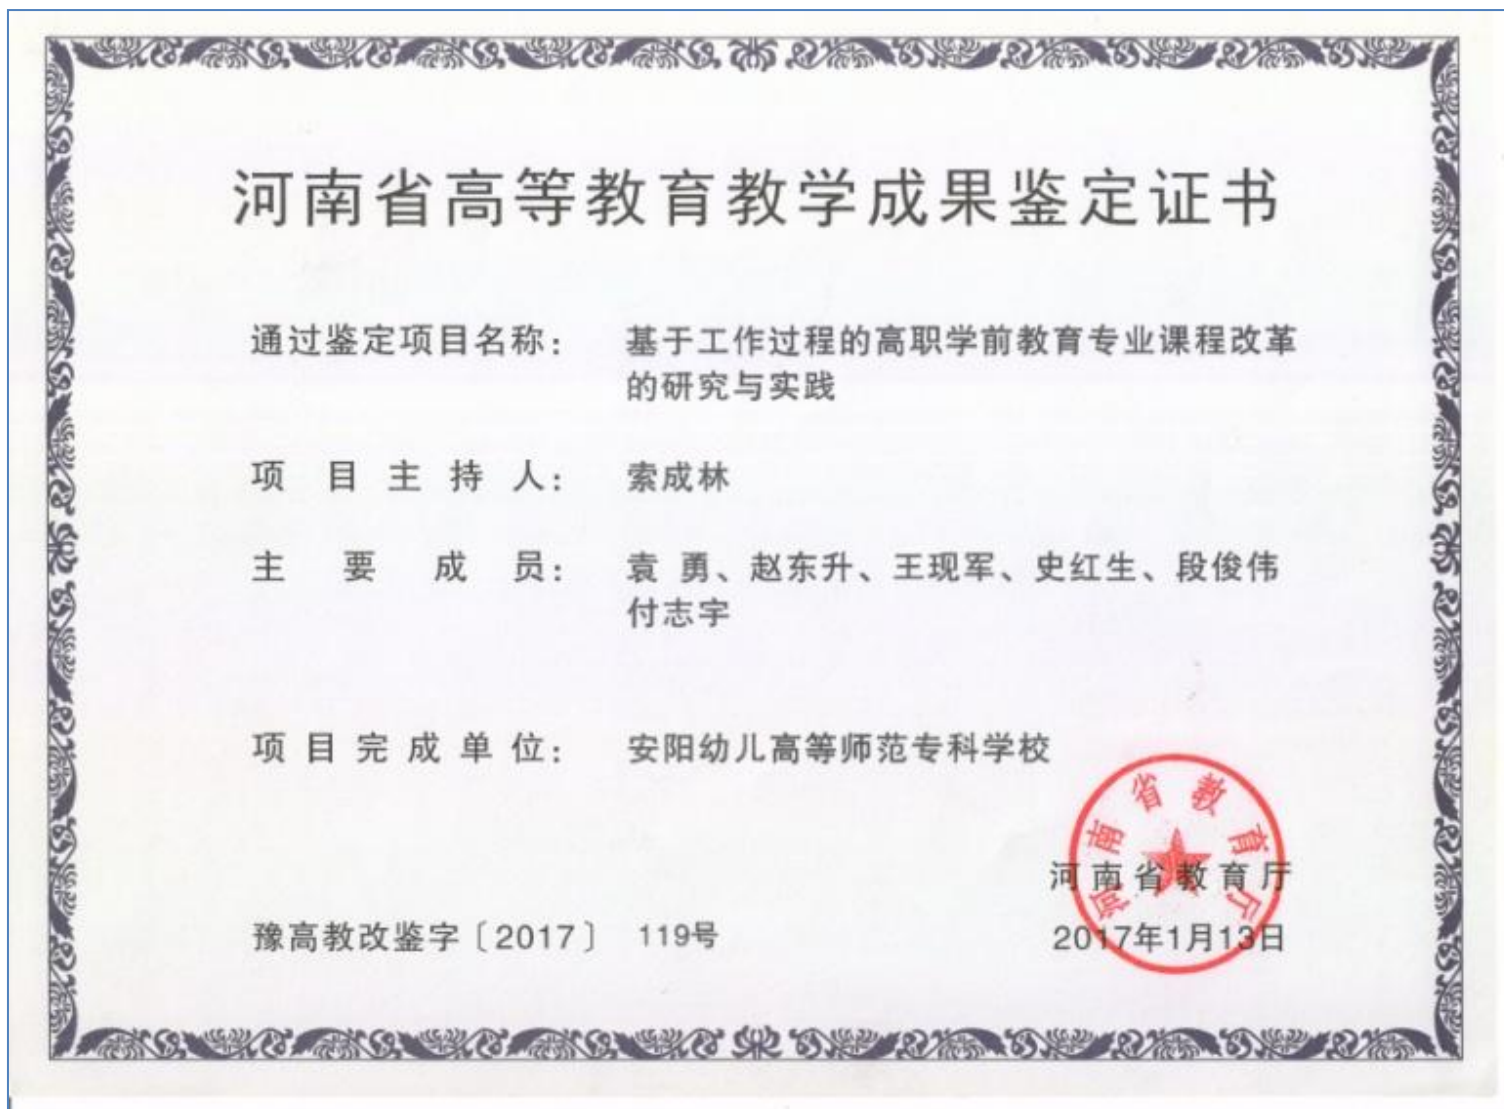 河南省高等教育教学成果鉴定证书
通过鉴定项目名称： 基于工作过程的高职学前教育专业课程改革
的研究与实践
项目主持人： 索成林
主要成员： 袁 勇、赵东升、王现军、史红生、段俊伟
付志宇
项目完成单位： 安阳幼儿高等师范专科学校
河南省教育厅
河南省教育厅
豫高教改鉴字〔2017〕 119号 2017年1月13日